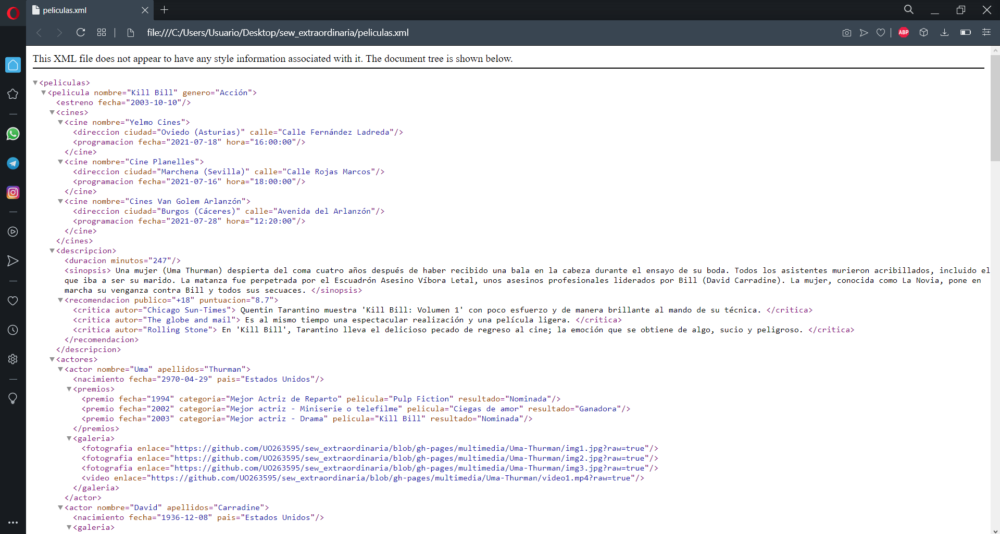 peliculas.xml
file:///C:/Users/Usuario/Desktop/sew_extraordinaria/peliculas.xml
ABP
This XML file does not appear to have any style information associated with it. The document tree is shown below.
<peliculas>
<pelicula nombre="Kill Bill" genero="Acción">
<estreno fecha="2003-10-10"/>
<cines>
<cine nombre="Yelmo Cines">
<direccion ciudad="Oviedo (Asturias)" calle="Calle Fernández Ladreda"/>
<programacion fecha="2021-07-18" hora="16:00:00"/>
</cine>
<cine nombre="Cine Planelles">
<direccion ciudad="Marchena (Sevilla)" calle="Calle Rojas Marcos"/>
<programacion fecha="2021-07-16" hora="18:00:00"/>
</cine>
<cine nombre="Cines Van Golem Arlanzón">
<direccion ciudad="Burgos (Cáceres)" calle="Avenida del Arlanzón"/>
<programacion fecha="2021-07-28" hora="12:20:00"/>
</cine>
</cines>
<descripcion>
<duracion minutos="247"/>
<sinopsis> Una mujer (Uma Thurman) despierta del coma cuatro años después de haber recibido una bala en la cabeza durante el ensayo de su boda. Todos los asistentes murieron acribillados, incluido el
que iba a ser su marido. La matanza fue perpetrada por el Escuadrón Asesino Víbora Letal, unos asesinos profesionales liderados por Bill (David Carradine). La mujer, conocida como La Novia, pone en
marcha su venganza contra Bill y todos sus secuaces. </sinopsis>
<recomendacion publico="+18" puntuacion="8.7">
<critica autor="Chicago Sun-Times"> Quentin Tarantino muestra 'Kill Bill: Volumen 1' con poco esfuerzo y de manera brillante al mando de su técnica. </critica>
<critica autor="The globe and mail"> Es al mismo tiempo una espectacular realización y una película ligera. </critica>
<critica autor="Rolling Stone"> En 'Kill Bill', Tarantino lleva el delicioso pecado de regreso al cine; la emoción que se obtiene de algo, sucio y peligroso. </critica>
</recomendacion>
</descripcion>
<actores>
<actor nombre="Uma" apellidos="Thurman">
<nacimiento fecha="2970-04-29" pais="Estados Unidos"/>
<premios>
<premio fecha="1994" categoria="Mejor Actriz de Reparto" pelicula="Pulp Fiction" resultado="Nominada"/>
<premio fecha="2002" categoria="Mejor actriz - Miniserie o telefilme" pelicula="Ciegas de amor" resultado="Ganadora"/>
<premio fecha="2003" categoria="Mejor actriz - Drama" pelicula="Kill Bill" resultado="Nominada"/>
</premios>
<galeria>
<fotografia enlace="https://github.com/UO263595/sew_extraordinaria/blob/gh-pages/multimedia/Uma-Thurman/img1.jpg?raw=true"/>
<fotografia enlace="https://github.com/UO263595/sew_extraordinaria/blob/gh-pages/multimedia/Uma-Thurman/img2.jpg?raw=true"/>
<fotografia enlace="https://github.com/UO263595/sew_extraordinaria/blob/gh-pages/multimedia/Uma-Thurman/img3.jpg?raw=true"/>
<video enlace="https://github.com/UO263595/sew_extraordinaria/blob/gh-pages/multimedia/Uma-Thurman/video1.mp4?raw=true"/>
</galeria>
</actor>
<actor nombre="David" apellidos="Carradine">
<nacimiento fecha="1936-12-08" pais="Estados Unidos"/>
<galeria>